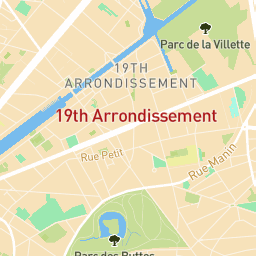 Parc de la Villette
19TH
ARRONDISSEMENT
19th Arrondissement
Rue Petit
Rue Manin
Parc des Buttes